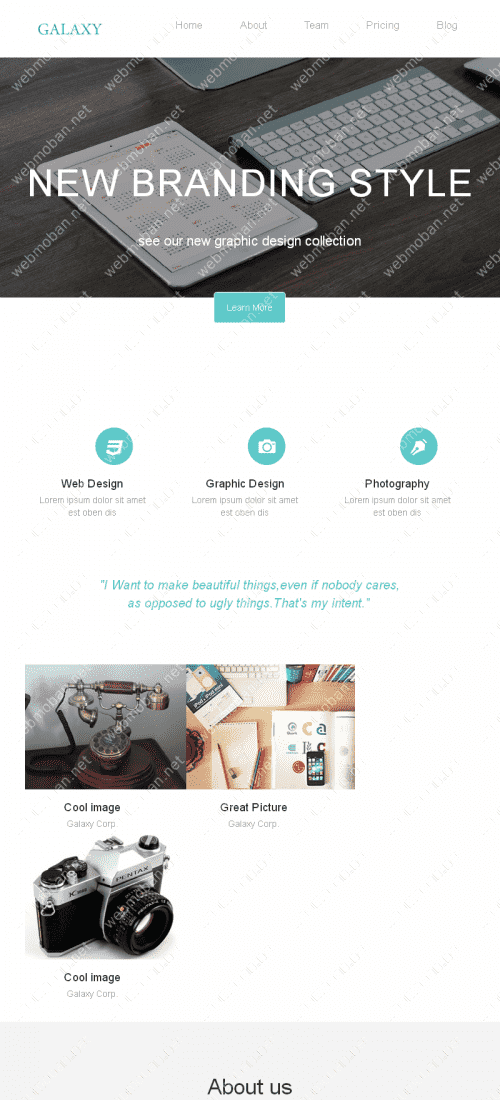 GALAXY
Home About Team Pricing Blog
NEW BRANDING STYLE
see our new graphic design collection
Learn More
Web Design Graphic Design Photography
Lorem ipsum dolor sit amet Lorem ipsum dolor sit amet Lorem ipsum dolor sit amet
est oben dis est oben dis est oben dis
"I Want to make beautiful things,even if nobody cares,
as opposed to ugly things.That's my intent."
Cool image Great Picture
Galaxy Corp. Galaxy Corp.
PENTAX
Cool image
Galaxy Corp.
About us
webmoban.net